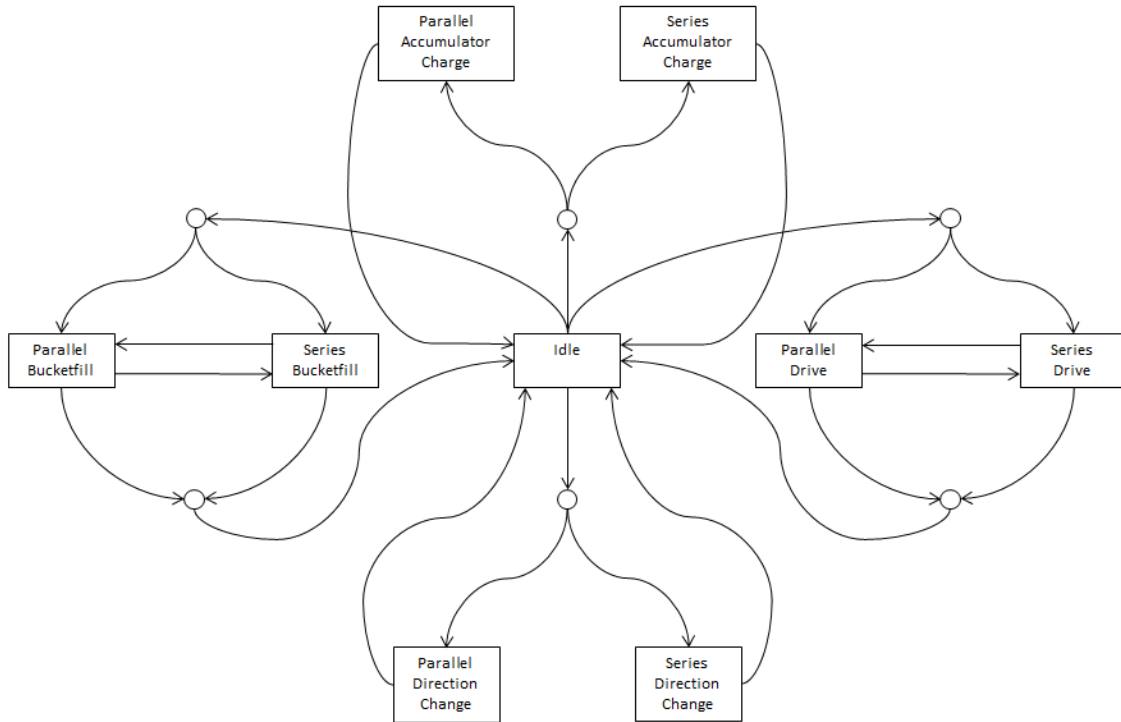 Parallel
Accumulator
Charge
Series
Accumulator
Charge
Parallel
Bucketfill
Series
Bucketfill
Idle
Parallel
Drive
Series
Drive
Parallel
Direction
Change
Series
Direction
Change